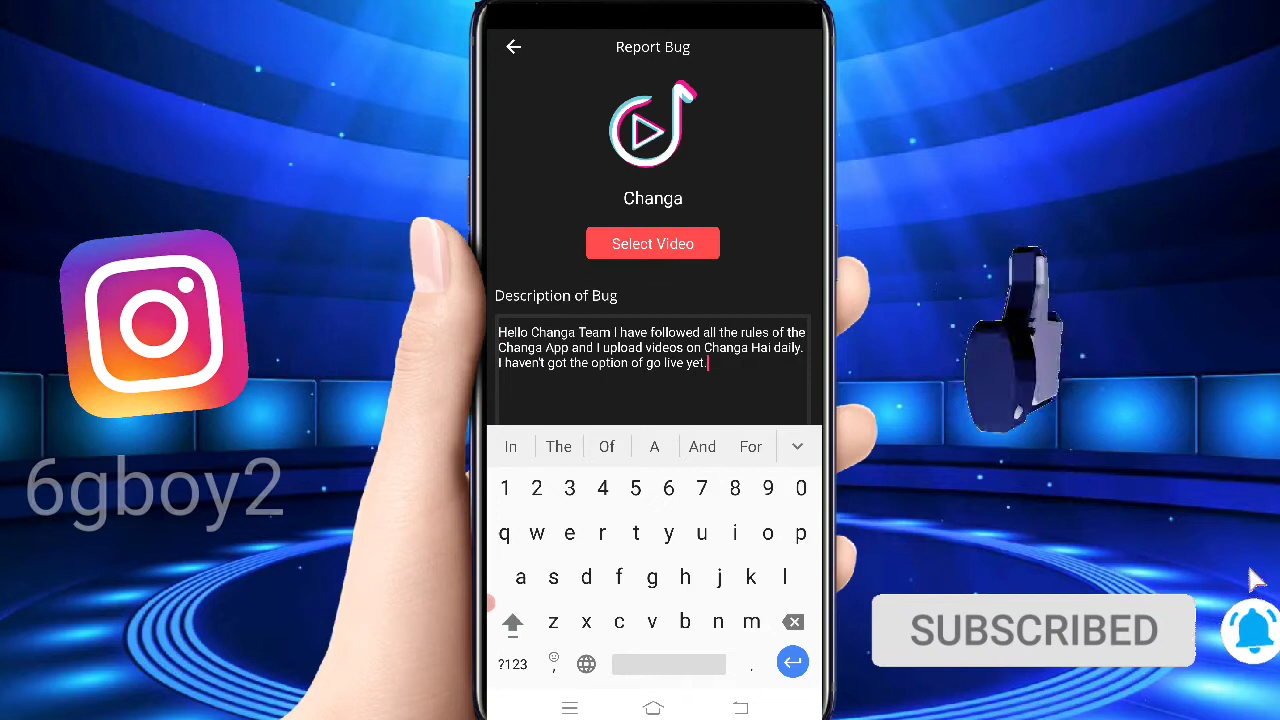 Report Bug
Changa
Select Video
Description of Bug
Hello Changa Team I have followed all the rules of the
Changa App and I upload videos on Changa Hai daily.
I haven't got the option of go live yet.
In The Of A And For
1 2 3 4 5 6 7 8 9 0
q w e r t y u i o p
a s d f g h j k l
z x c v b n m
?123 , .
6gboy2
SUBSCRIBED